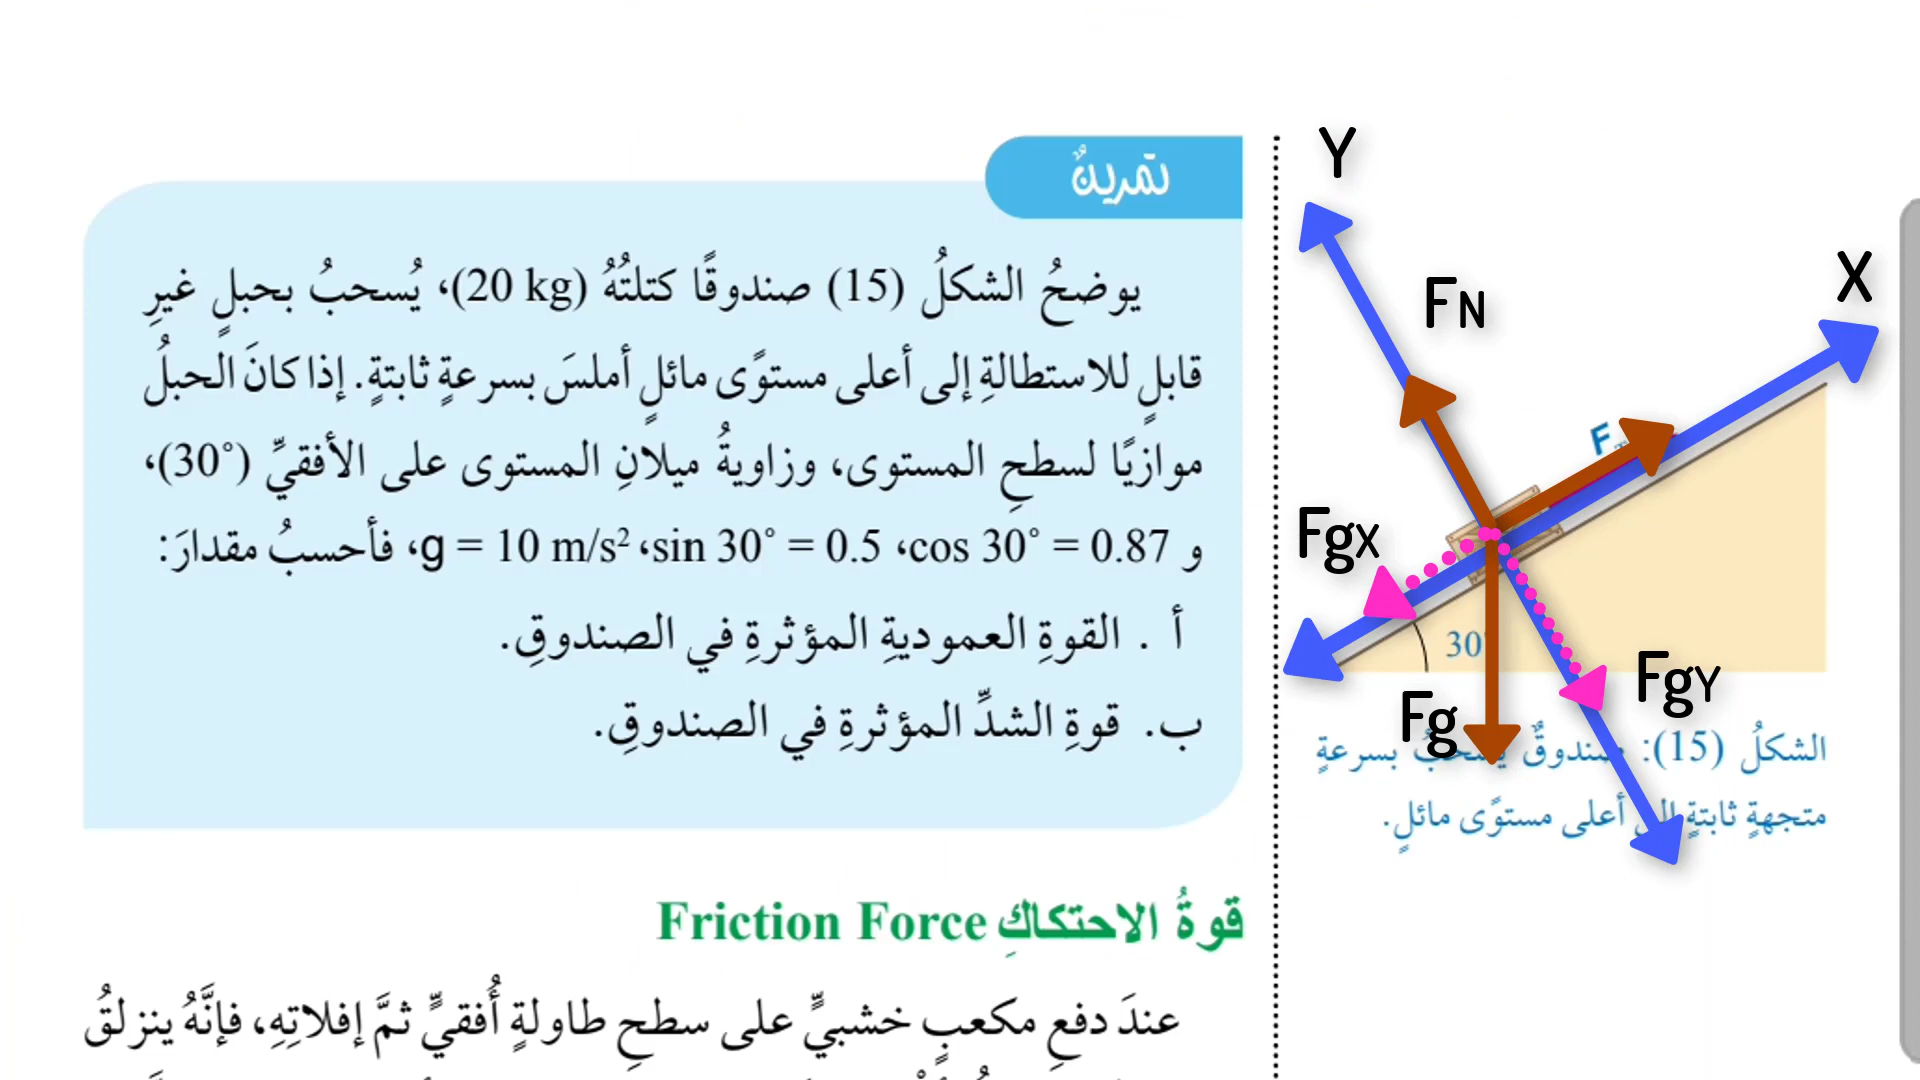 تمرينٌ
يوضحُ الشكلُ (15) صندوقًا كتلتُهُ (20 kg)، يُسحبُ بحبلٍ غيرِ
قابلٍ للاستطالةِ إلى أعلى مستوًى مائلٍ أملسَ بسرعةٍ ثابتةٍ. إذا كانَ الحبلُ
موازيًا لسطحِ المستوى، وزاويةُ ميلانِ المستوى على الأفقيِّ (30°)،
و g = 10 m/s² ،sin 30° = 0.5 ،cos 30° = 0.87، فأحسبُ مقدارَ:
أ . القوةِ العموديةِ المؤثرةِ في الصندوقِ.
ب. قوةِ الشدِّ المؤثرةِ في الصندوقِ.
Y
X
FN
FgX
30
FgY
Fg
الشكلُ (15): صندوقٌ يُسحبُ بسرعةٍ
متجهةٍ ثابتةٍ إلى أعلى مستوًى مائلٍ.
قوةُ الاحتكاكِ Friction Force
عندَ دفعِ مكعبٍ خشبيٍّ على سطحِ طاولةٍ أُفقيٍّ ثمَّ إفلاتِهِ، فإنَّهُ ينزلقُ